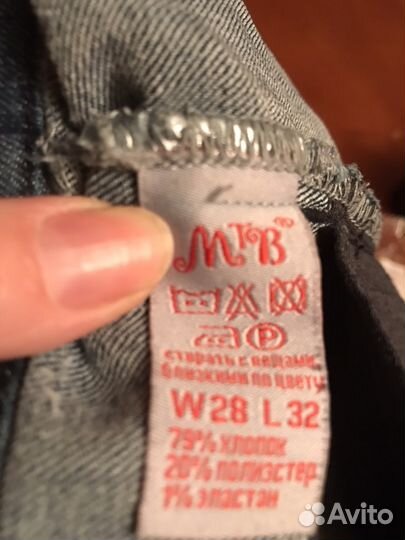 MTB®
P
СТИРАТЬ С ВЕЩАМИ,
БЛИЗКИМИ ПО ЦВЕТУ
W28 L32
79% ХЛОПОК
20% ПОЛИЭСТЕР
1% ЭЛАСТАН
Avito